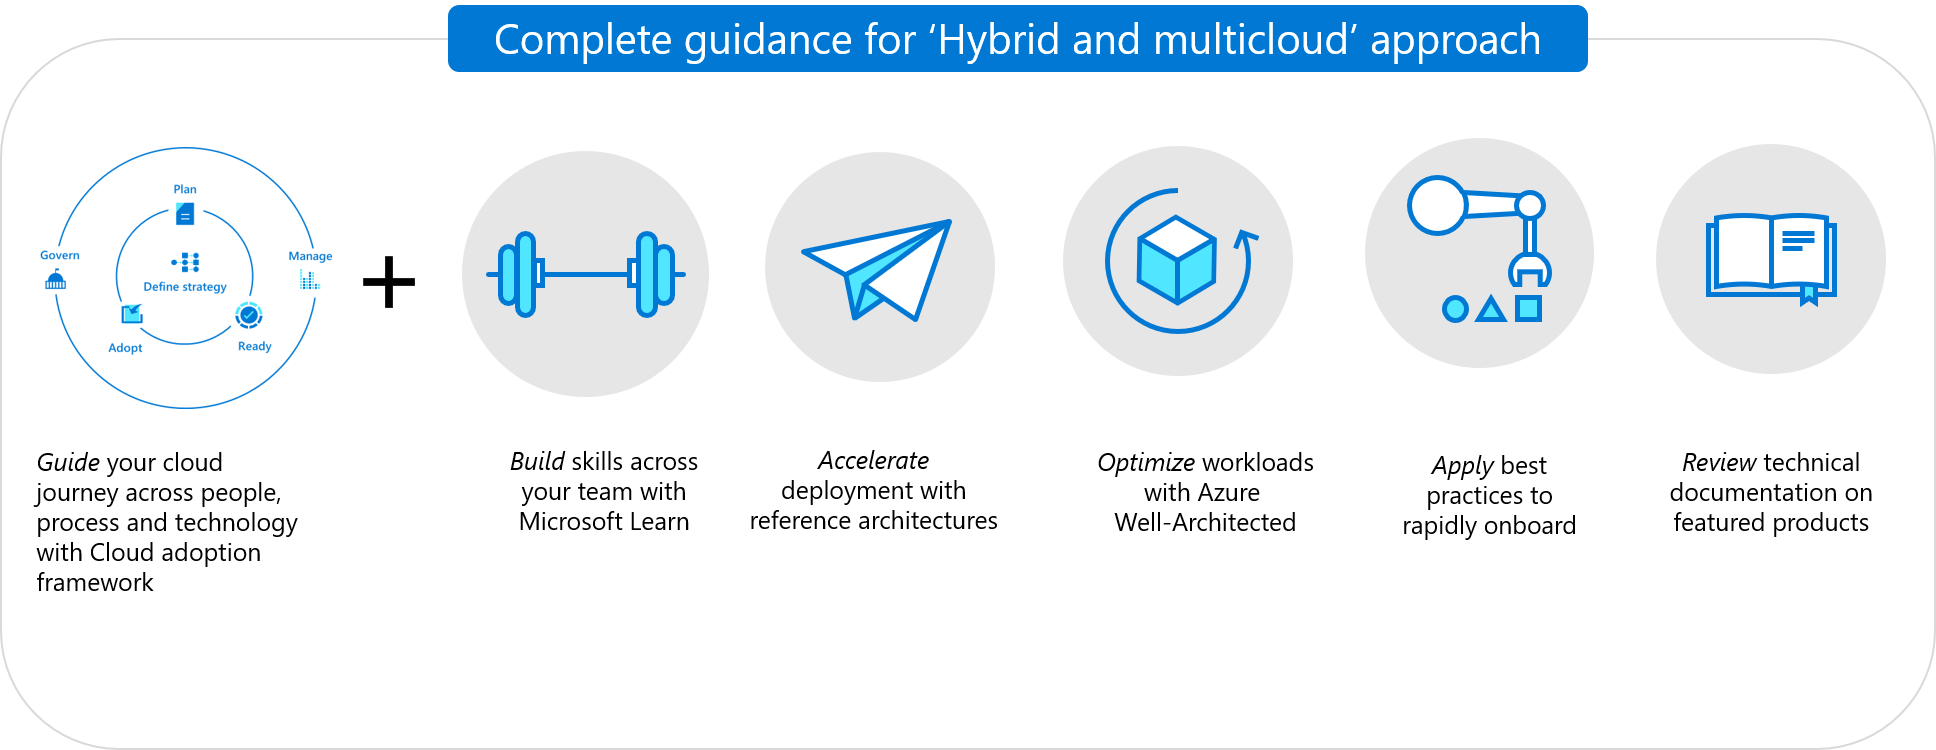 Complete guidance for ‘Hybrid and multicloud’ approach
Plan
Govern
Manage
Define strategy
Adopt
Ready
Guide your cloud
journey across people,
process and technology
with Cloud adoption
framework
Build skills across
your team with
Microsoft Learn
Accelerate
deployment with
reference architectures
Optimize workloads
with Azure
Well-Architected
Apply best
practices to
rapidly onboard
Review technical
documentation on
featured products